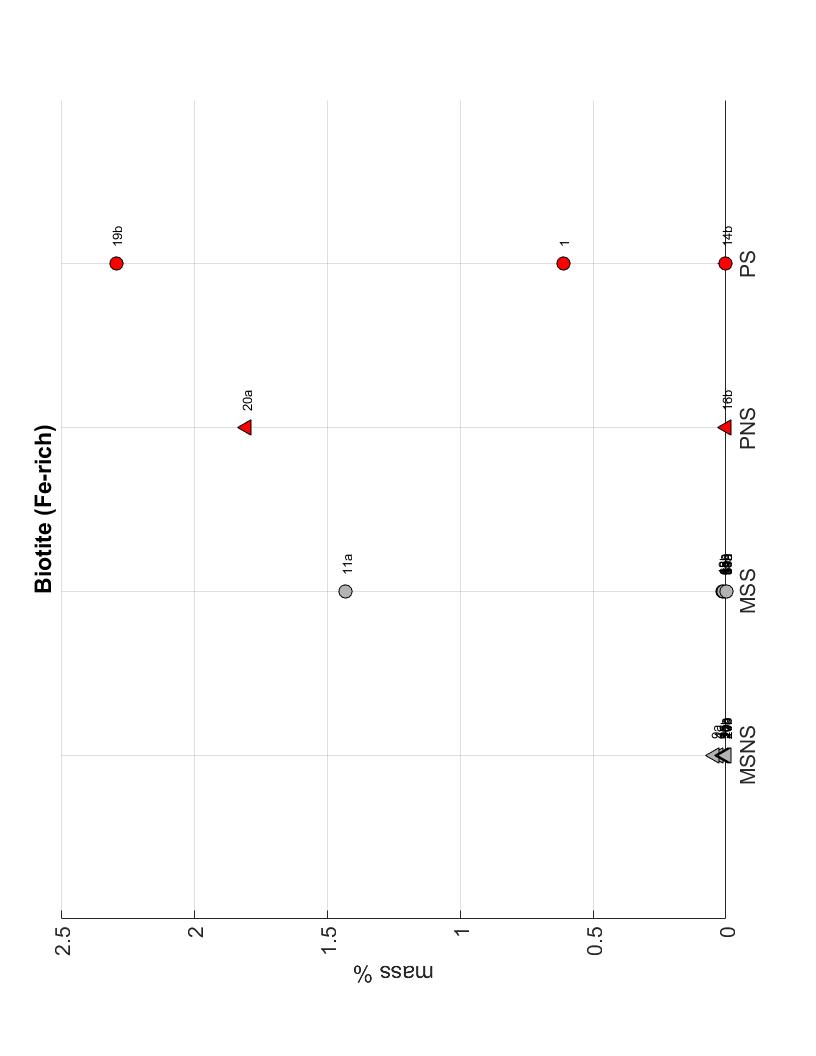 Biotite (Fe-rich)
2.5
19b
2
20a
1.5
11a
mass %
1
1
0.5
9a
0
16b
14b
MSNS
MSS
PNS
PS